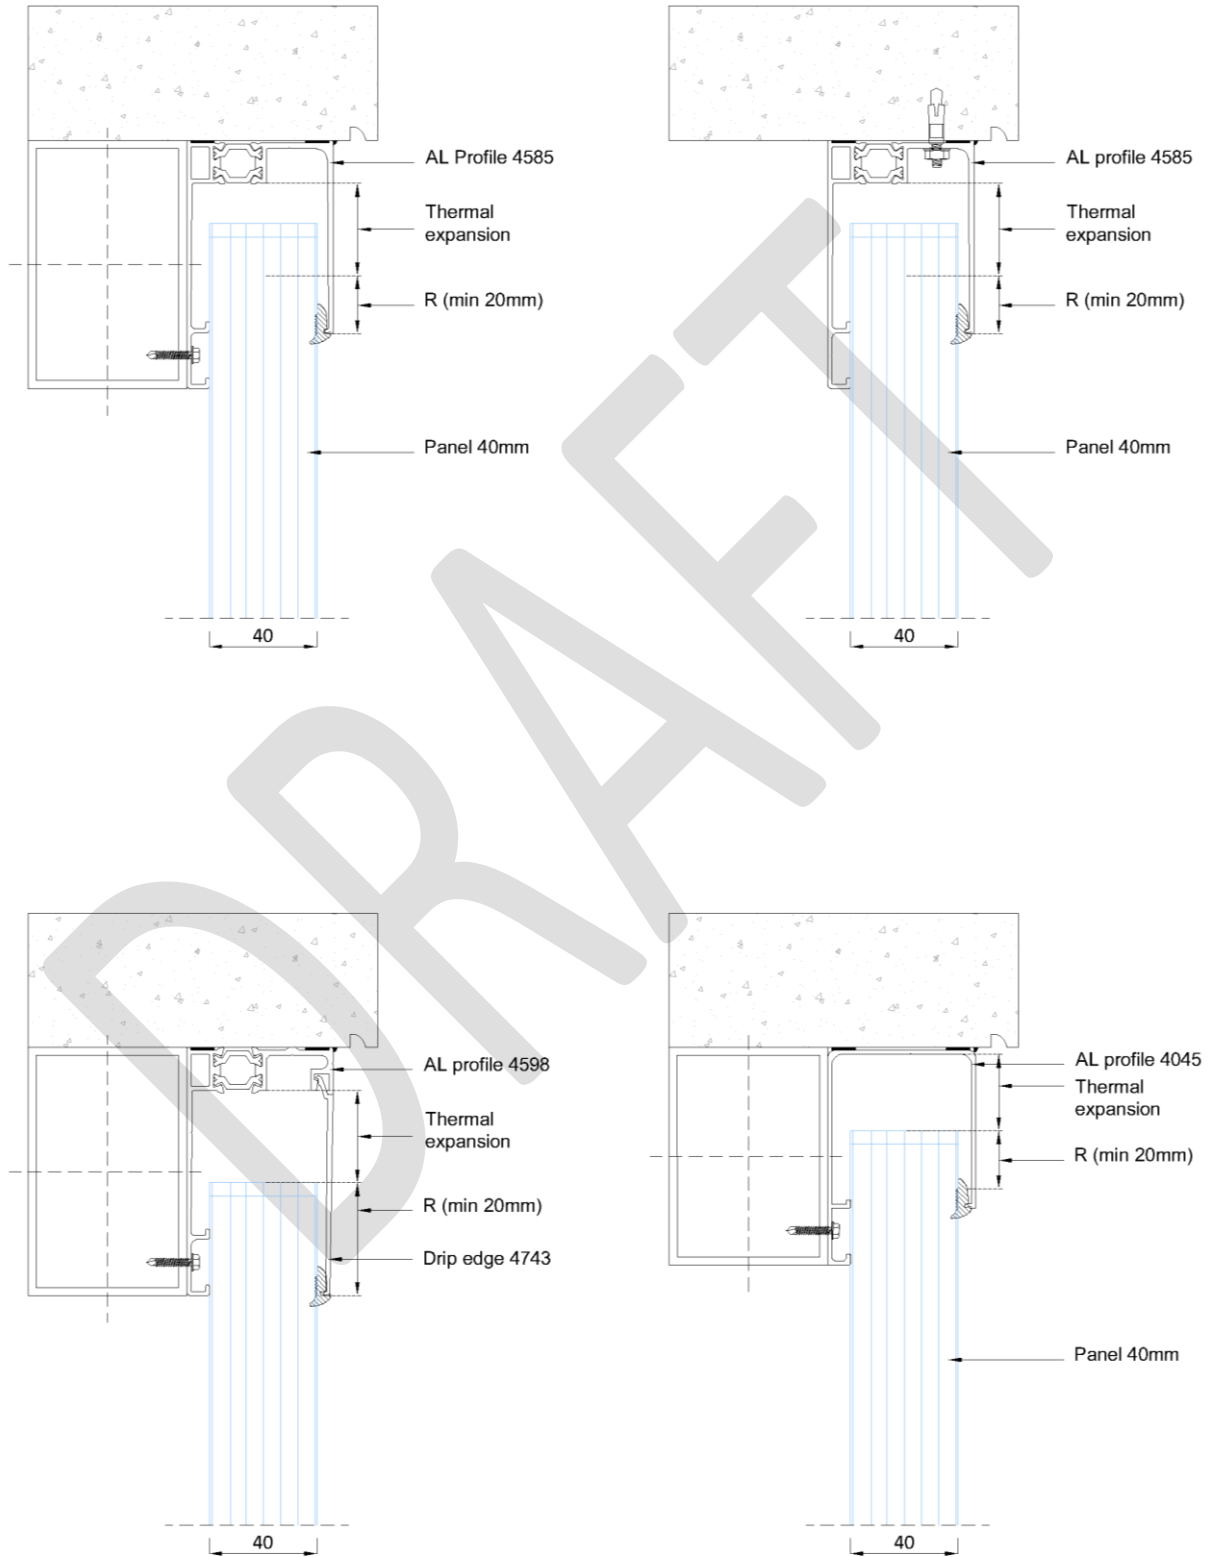 AL Profile 4585
Thermal
expansion
R (min 20mm)
Panel 40mm
40
AL profile 4585
Thermal
expansion
R (min 20mm)
Panel 40mm
40
DRAFT
AL profile 4598
Thermal
expansion
R (min 20mm)
Drip edge 4743
40
AL profile 4045
Thermal
expansion
R (min 20mm)
Panel 40mm
40